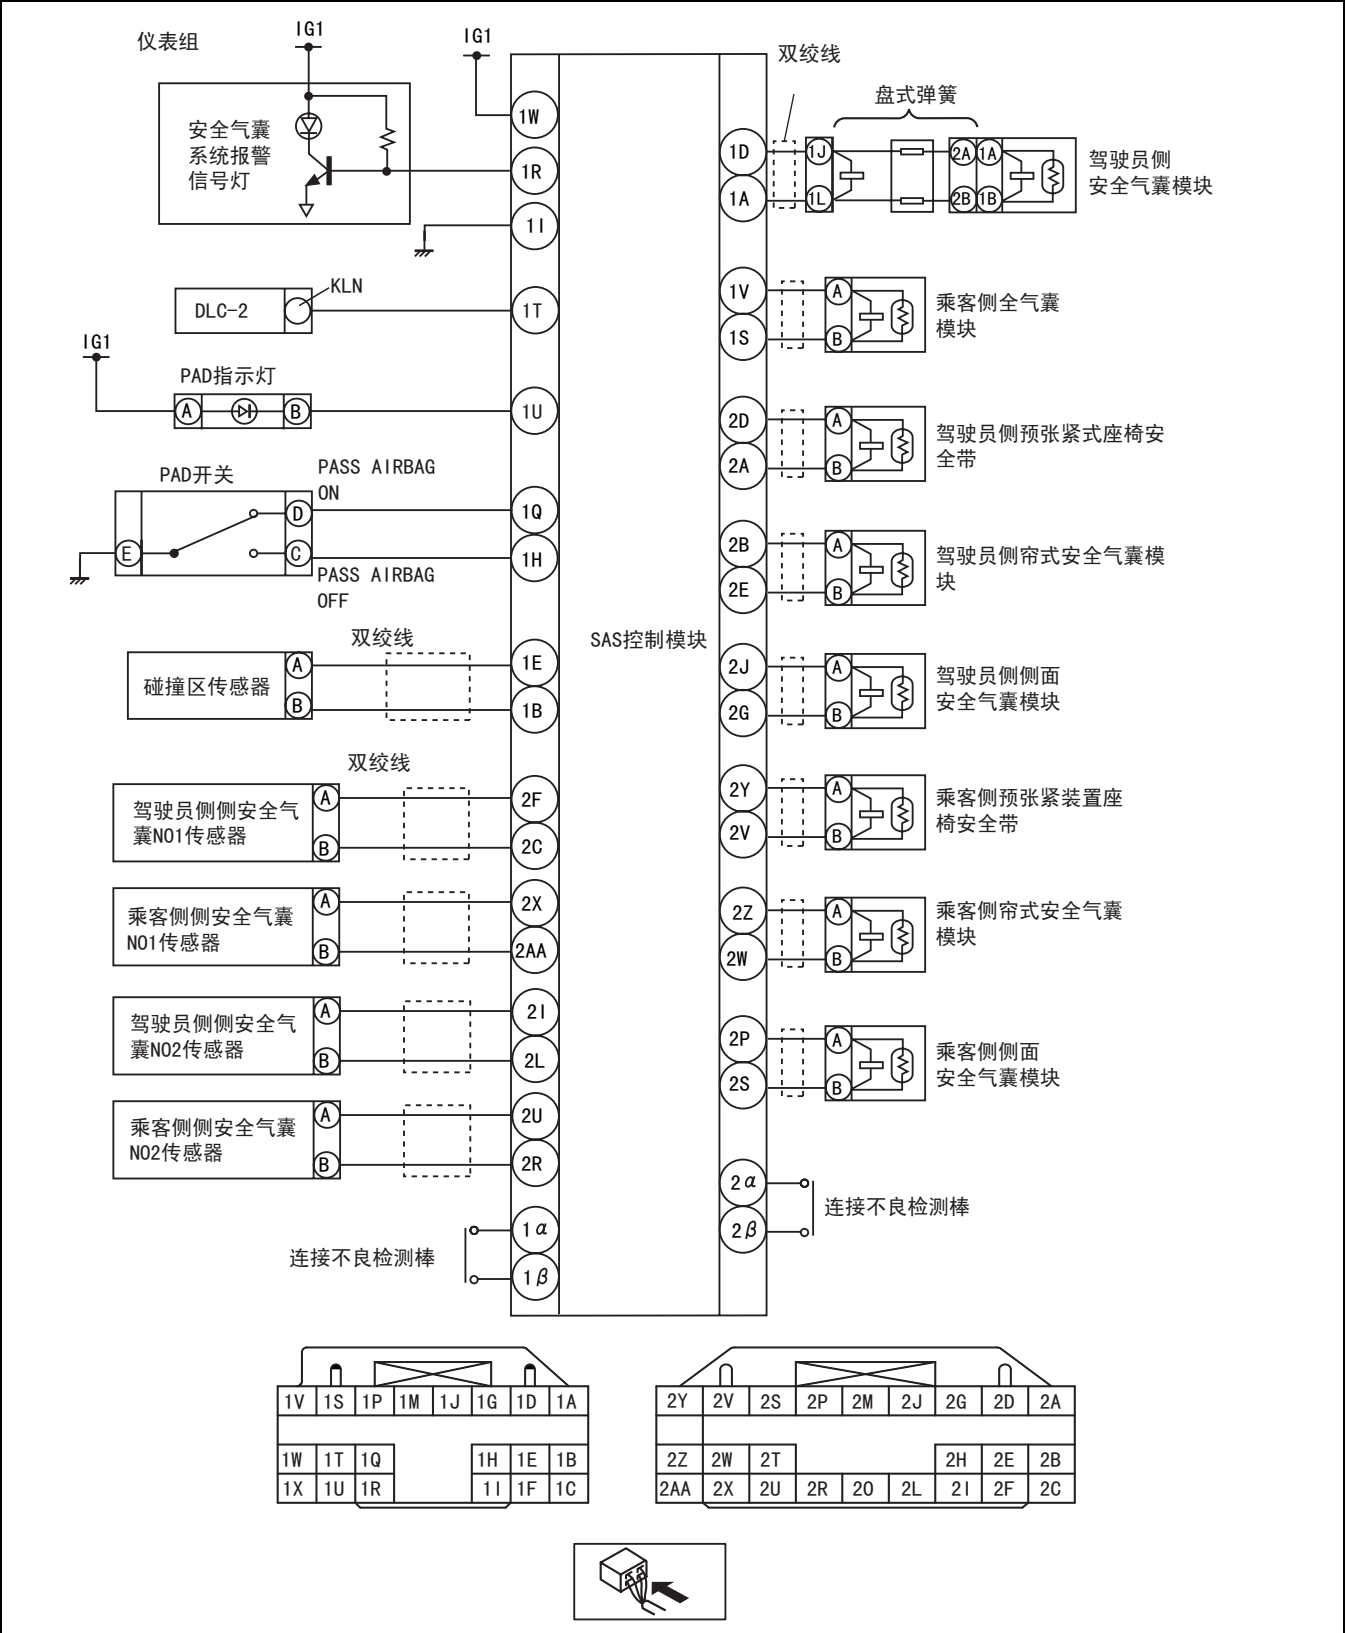 仪表组
IG1
安全气囊
系统报警
信号灯
IG1
1W
1R
1I
DLC-2
KLN
1T
IG1
PAD指示灯
A
B
1U
PAD开关
PASS AIRBAG
ON
D
E
C
PASS AIRBAG
OFF
1Q
1H
双绞线
碰撞区传感器
A
B
1E
1B
双绞线
驾驶员侧侧安全气
囊NO1传感器
A
B
2F
2C
乘客侧侧安全气囊
NO1传感器
A
B
2X
2AA
驾驶员侧侧安全气
囊NO2传感器
A
B
2I
2L
乘客侧侧安全气囊
NO2传感器
A
B
2U
2R
连接不良检测棒
1α
1β
SAS控制模块
双绞线
盘式弹簧
1D
1A
1J
1L
2A
1A
2B
1B
驾驶员侧
安全气囊模块
1V
1S
A
B
乘客侧全气囊
模块
2D
2A
A
B
驾驶员侧预张紧式座椅安
全带
2B
2E
A
B
驾驶员侧帘式安全气囊模
块
2J
2G
A
B
驾驶员侧侧面
安全气囊模块
2Y
2V
A
B
乘客侧预张紧装置座
椅安全带
2Z
2W
A
B
乘客侧帘式安全气囊
模块
2P
2S
A
B
乘客侧侧面
安全气囊模块
2α
2β
连接不良检测棒
1V 1S 1P 1M 1J 1G 1D 1A
1W 1T 1Q 1H 1E 1B
1X 1U 1R 1I 1F 1C
2Y 2V 2S 2P 2M 2J 2G 2D 2A
2Z 2W 2T 2H 2E 2B
2AA 2X 2U 2R 2O 2L 2I 2F 2C